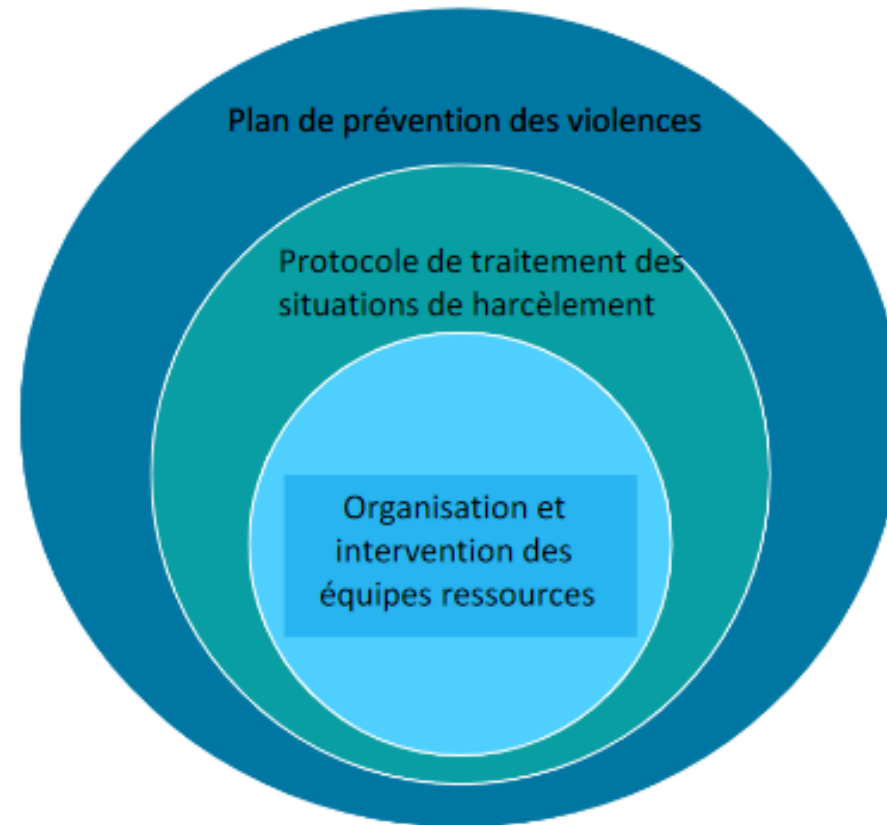 Plan de prévention des violences
Protocole de traitement des
situations de harcèlement
Organisation et
intervention des
équipes ressources